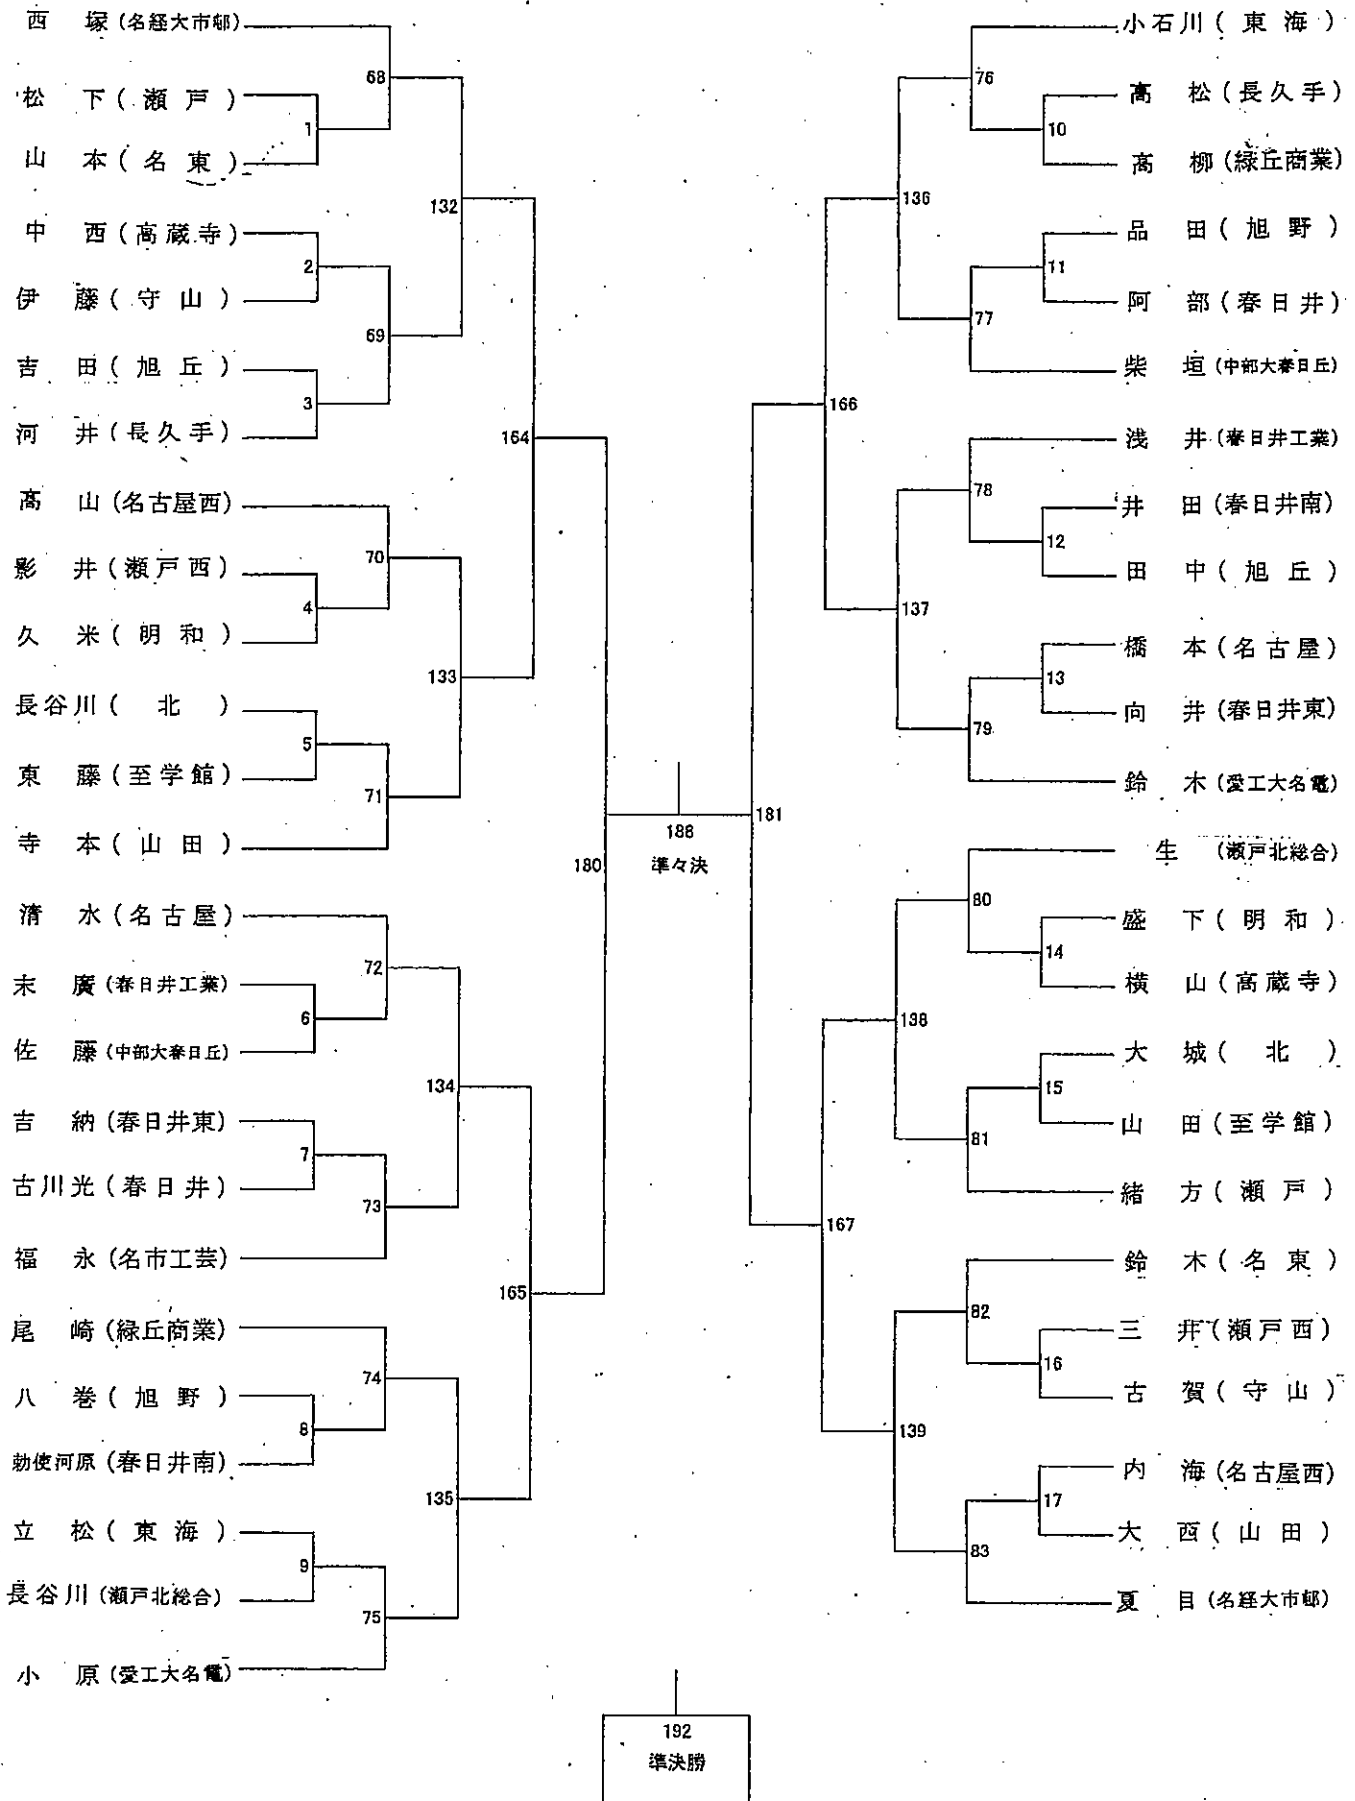 西塚(名経大市邨)
68
松下(瀬戸)
1
山本(名東)
132
中西(高蔵寺)
2
伊藤(守山)
69
吉田(旭丘)
3
河井(長久手)
164
高山(名古屋西)
70
影井(瀬戸西)
4
久米(明和)
133
長谷川(北)
5
東藤(至学館)
71
寺本(山田)
180
清水(名古屋)
72
末廣(春日井工業)
6
佐藤(中部大春日丘)
134
吉納(春日井東)
7
古川光(春日井)
73
福永(名市工芸)
165
尾崎(緑丘商業)
74
八巻(旭野)
8
勅使河原(春日井南)
135
立松(東海)
9
長谷川(瀬戸北総合)
75
小原(愛工大名電)
188
準々決
小石川(東海)
76
高松(長久手)
10
高柳(緑丘商業)
136
品田(旭野)
11
阿部(春日井)
77
柴垣(中部大春日丘)
166
浅井(春日井工業)
78
井田(春日井南)
12
田中(旭丘)
137
橋本(名古屋)
13
向井(春日井東)
79
鈴木(愛工大名電)
181
生(瀬戸北総合)
80
盛下(明和)
14
横山(高蔵寺)
138
大城(北)
15
山田(至学館)
81
緒方(瀬戸)
167
鈴木(名東)
82
三井(瀬戸西)
16
古賀(守山)
139
内海(名古屋西)
17
大西(山田)
83
夏目(名経大市邨)
192
準決勝